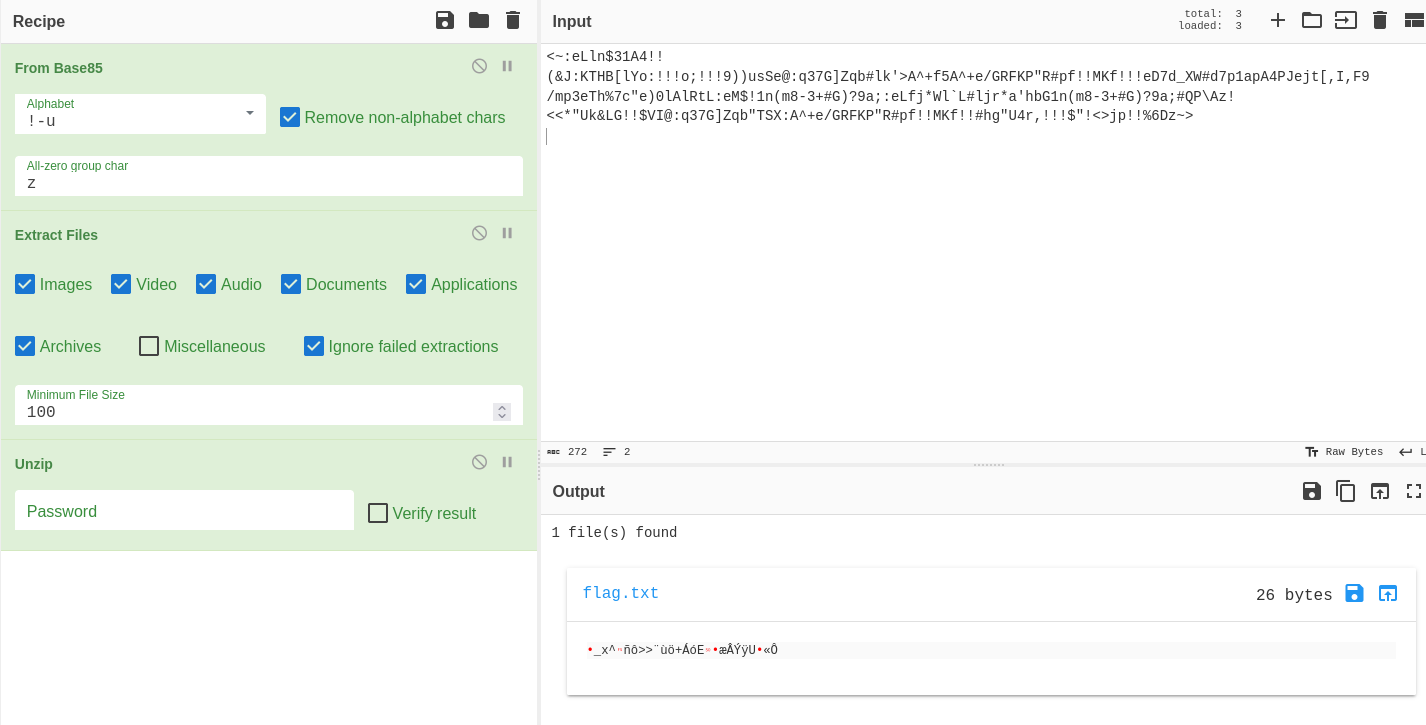 Recipe
From Base85
Alphabet
!-u
Remove non-alphabet chars
All-zero group char
z
Extract Files
Images Video Audio Documents Applications
Archives Miscellaneous Ignore failed extractions
Minimum File Size
100
Unzip
Password
Verify result
Input
total: 3
loaded: 3
<~:eLln$31A4!!
(&J:KTHB[lYo:!!!o;!!!9))usSe@:q37G]Zqb#lk'>A^+f5A^+e/GRFKP"R#pf!!MKf!!!eD7d_XW#d7p1apA4PJejt[,I,F9
/mp3eTh%7c"e)0lAlRtL:eM$!1n(m8-3+#G)?9a;:eLfj*Wl`L#ljr*a'hbG1n(m8-3+#G)?9a;#QP\Az!
<<*"Uk&LG!!$VI@:q37G]Zqb"TSX:A^+e/GRFKP"R#pf!!MKf!!#hg"U4r,!!!$"!<>jp!!%6Dz~>
ABC 272 2
Raw Bytes L
Output
1 file(s) found
flag.txt
26 bytes
•_x^ñô>>¨ùö+ÁóE•æÂÝÿU•«Ô